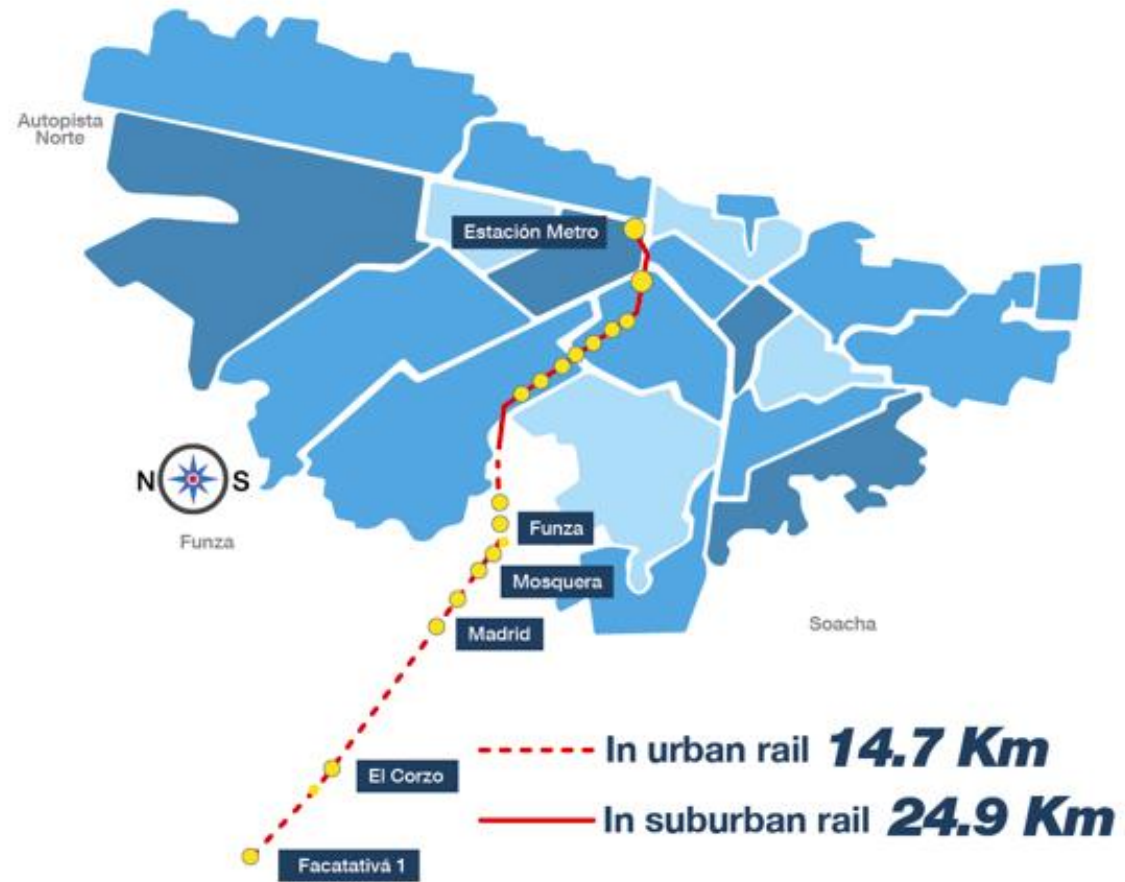 Autopista
Norte
Estación Metro
N S
Funza
Funza
Mosquera
Soacha
Madrid
In urban rail 14.7 Km
El Corzo
In suburban rail 24.9 Km
Facatativá 1